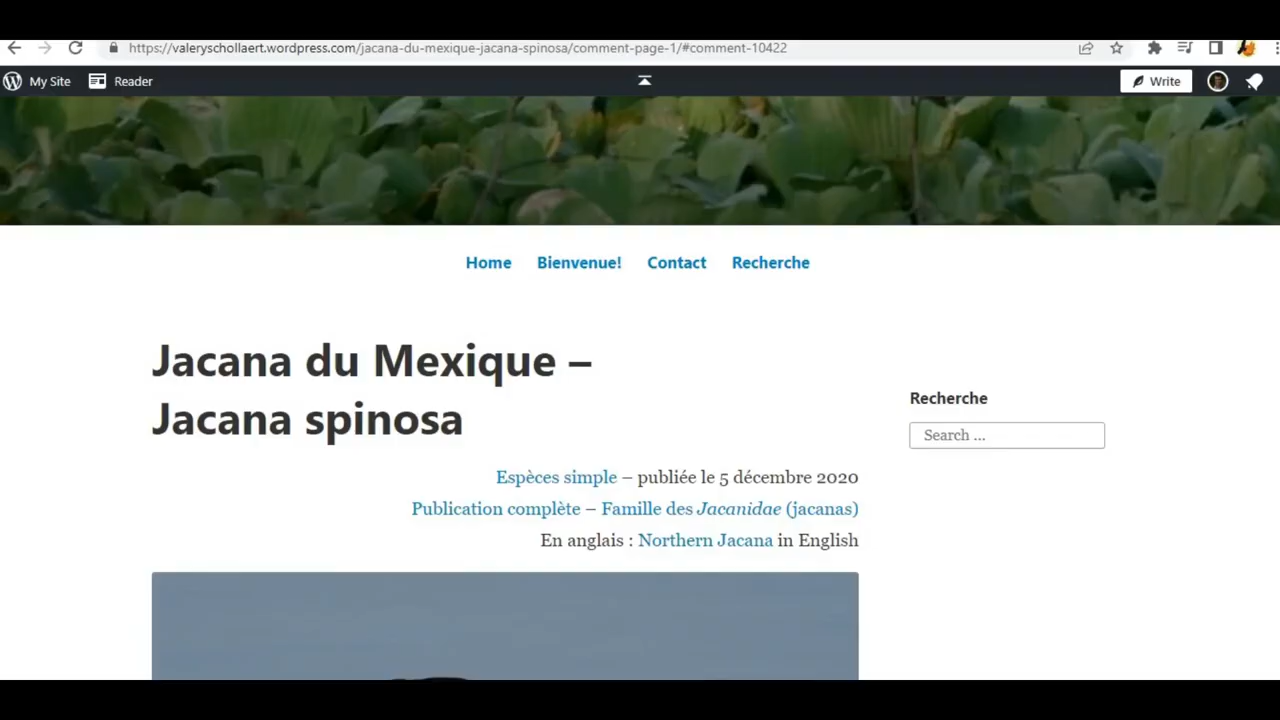 https://valeryschollaert.wordpress.com/jacana-du-mexique-jacana-spinosa/comment-page-1/#comment-10422
My Site Reader Write
Home Bienvenue! Contact Recherche
Jacana du Mexique –
Jacana spinosa
Recherche
Search ...
Espèces simple – publiée le 5 décembre 2020
Publication complète – Famille des Jacanidae (jacanas)
En anglais : Northern Jacana in English